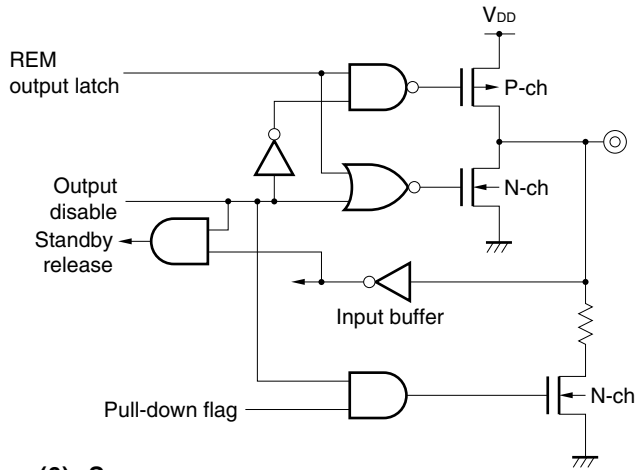 VDD
REM
output latch
P-ch
Output
disable
N-ch
Standby
release
Input buffer
N-ch
Pull-down flag